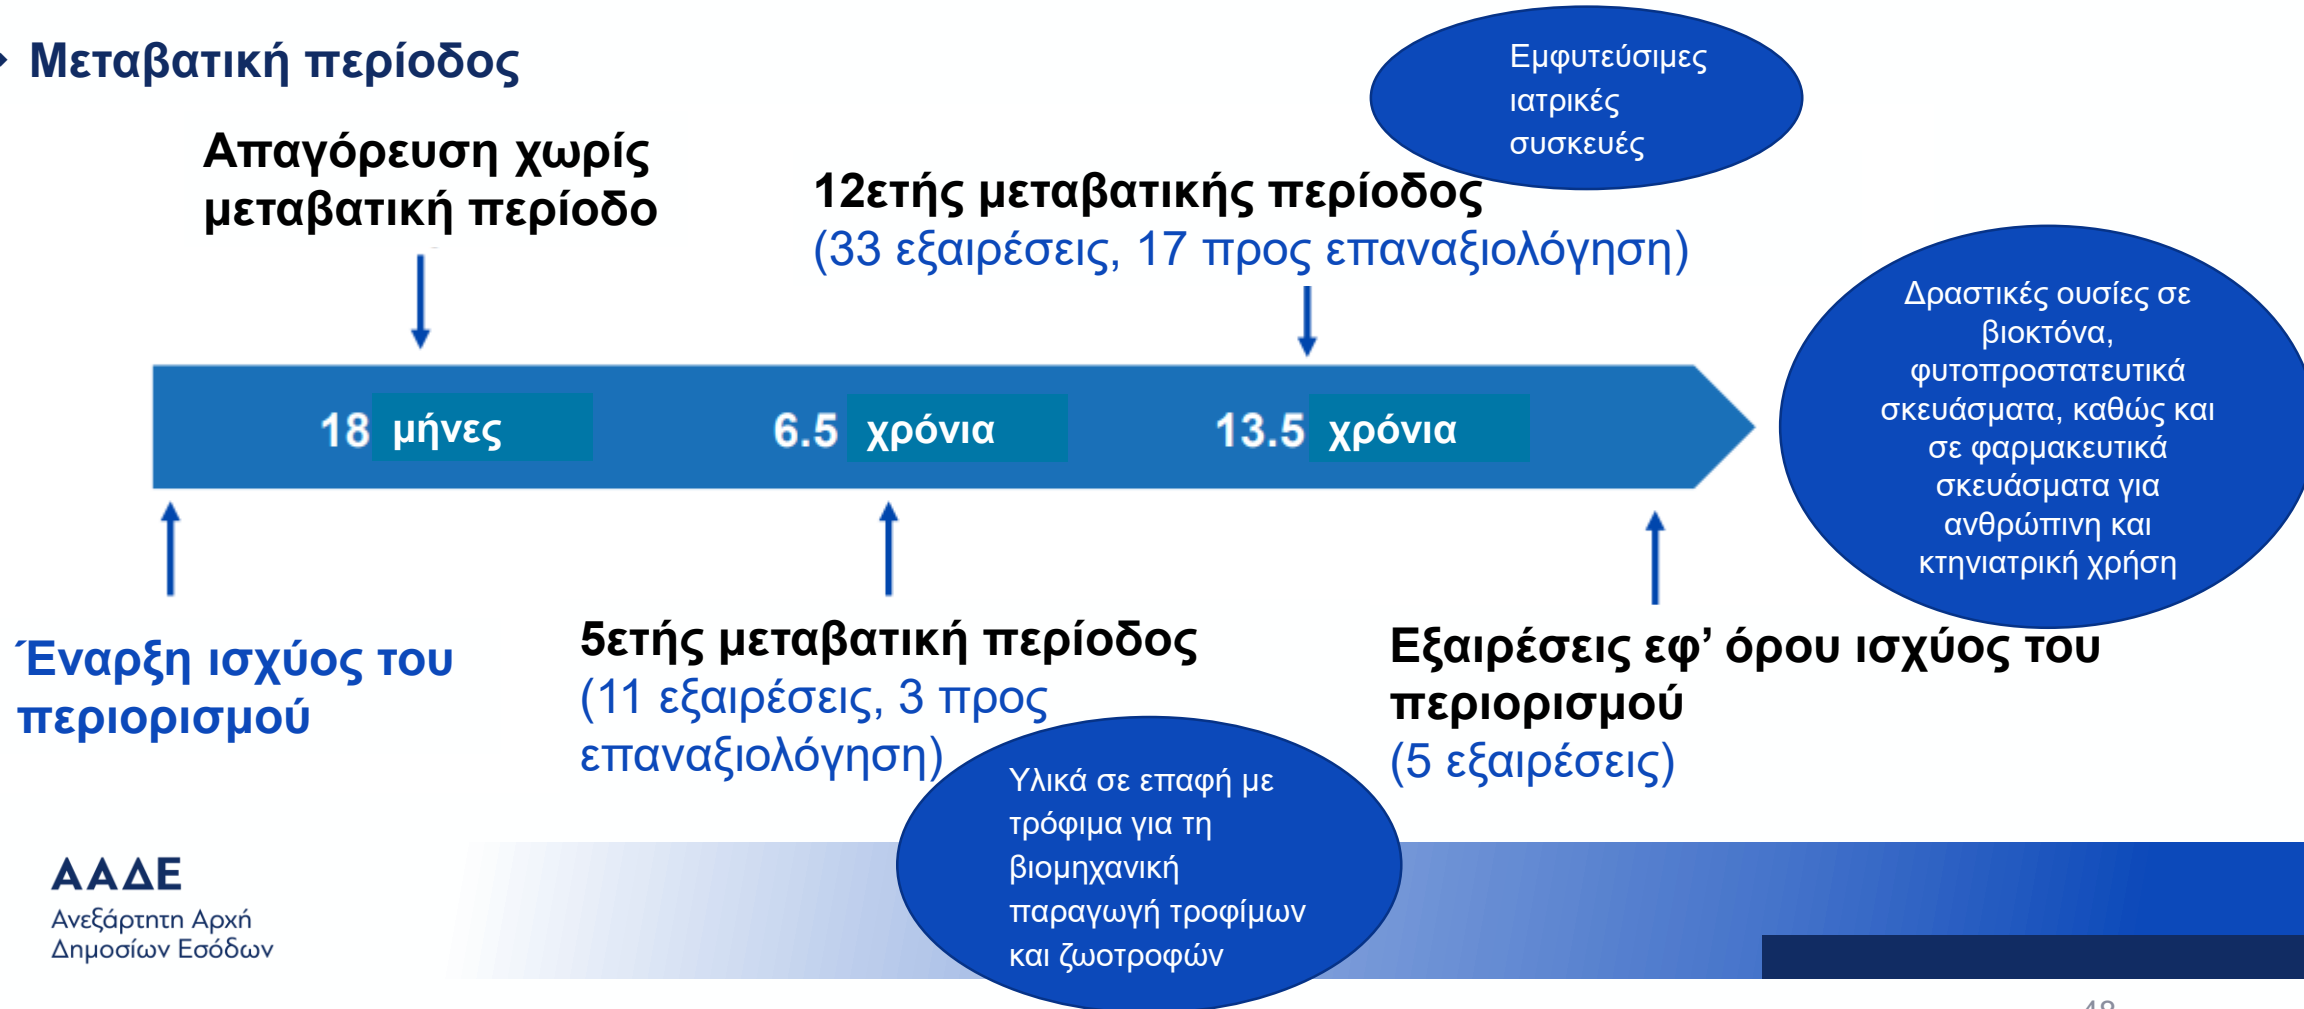 Μεταβατική περίοδος
Απαγόρευση χωρίς
μεταβατική περίοδο
12ετής μεταβατικής περίοδος
(33 εξαιρέσεις, 17 προς επαναξιολόγηση)
Εμφυτεύσιμες
ιατρικές
συσκευές
18 μήνες
6.5 χρόνια
13.5 χρόνια
Δραστικές ουσίες σε
βιοκτόνα,
φυτοπροστατευτικά
σκευάσματα, καθώς και
σε φαρμακευτικά
σκευάσματα για
ανθρώπινη και
κτηνιατρική χρήση
Έναρξη ισχύος του
περιορισμού
5ετής μεταβατική περίοδος
(11 εξαιρέσεις, 3 προς
επαναξιολόγηση)
Υλικά σε επαφή με
τρόφιμα για τη
βιομηχανική
παραγωγή τροφίμων
και ζωοτροφών
Εξαιρέσεις εφ’ όρου ισχύος του
περιορισμού
(5 εξαιρέσεις)
ΑΑΔΕ
Ανεξάρτητη Αρχή
Δημοσίων Εσόδων